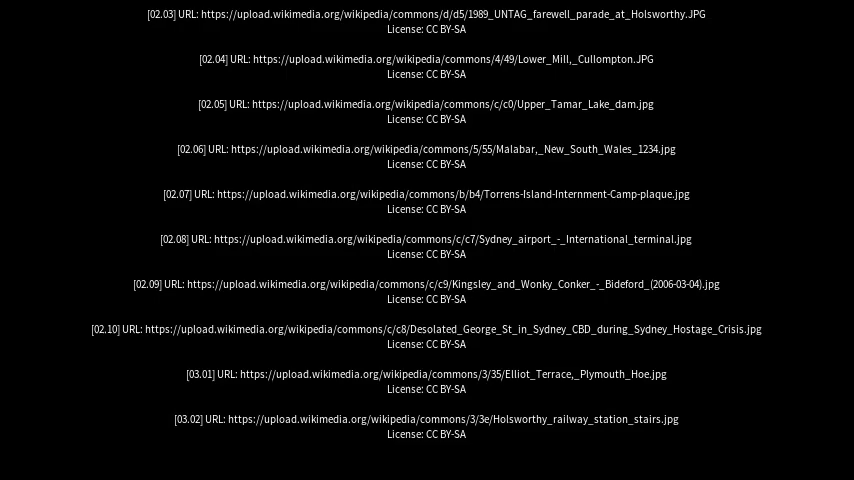 [02.03] URL: https://upload.wikimedia.org/wikipedia/commons/d/d5/1989_UNTAG_farewell_parade_at_Holsworthy.JPG
License: CC BY-SA
[02.04] URL: https://upload.wikimedia.org/wikipedia/commons/4/49/Lower_Mill,_Cullompton.JPG
License: CC BY-SA
[02.05] URL: https://upload.wikimedia.org/wikipedia/commons/c/c0/Upper_Tamar_Lake_dam.jpg
License: CC BY-SA
[02.06] URL: https://upload.wikimedia.org/wikipedia/commons/5/55/Malabar,_New_South_Wales_1234.jpg
License: CC BY-SA
[02.07] URL: https://upload.wikimedia.org/wikipedia/commons/b/b4/Torrens-Island-Internment-Camp-plaque.jpg
License: CC BY-SA
[02.08] URL: https://upload.wikimedia.org/wikipedia/commons/c/c7/Sydney_airport_-_International_terminal.jpg
License: CC BY-SA
[02.09] URL: https://upload.wikimedia.org/wikipedia/commons/c/c9/Kingsley_and_Wonky_Conker_-_Bideford_(2006-03-04).jpg
License: CC BY-SA
[02.10] URL: https://upload.wikimedia.org/wikipedia/commons/c/c8/Desolated_George_St_in_Sydney_CBD_during_Sydney_Hostage_Crisis.jpg
License: CC BY-SA
[03.01] URL: https://upload.wikimedia.org/wikipedia/commons/3/35/Elliot_Terrace,_Plymouth_Hoe.jpg
License: CC BY-SA
[03.02] URL: https://upload.wikimedia.org/wikipedia/commons/3/3e/Holsworthy_railway_station_stairs.jpg
License: CC BY-SA